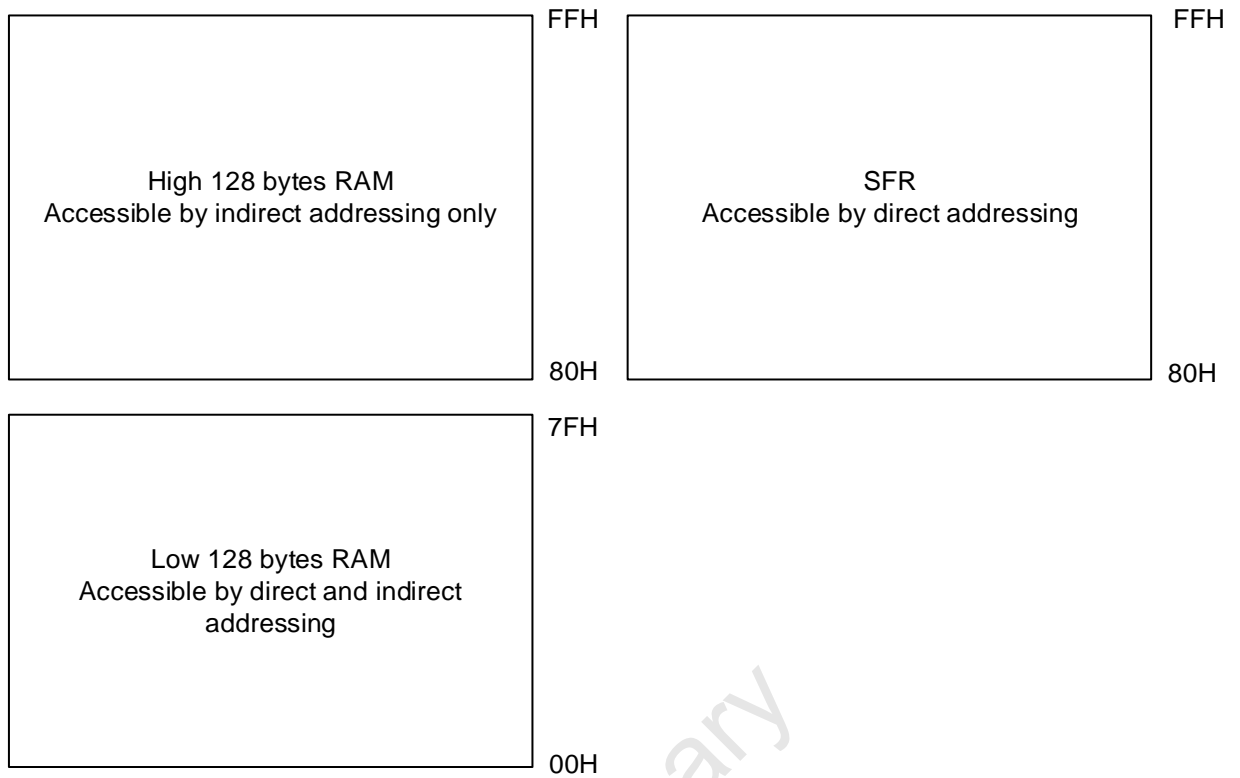 FFH
High 128 bytes RAM
Accessible by indirect addressing only
80H
FFH
SFR
Accessible by direct addressing
80H
7FH
Low 128 bytes RAM
Accessible by direct and indirect
addressing
00H
ary